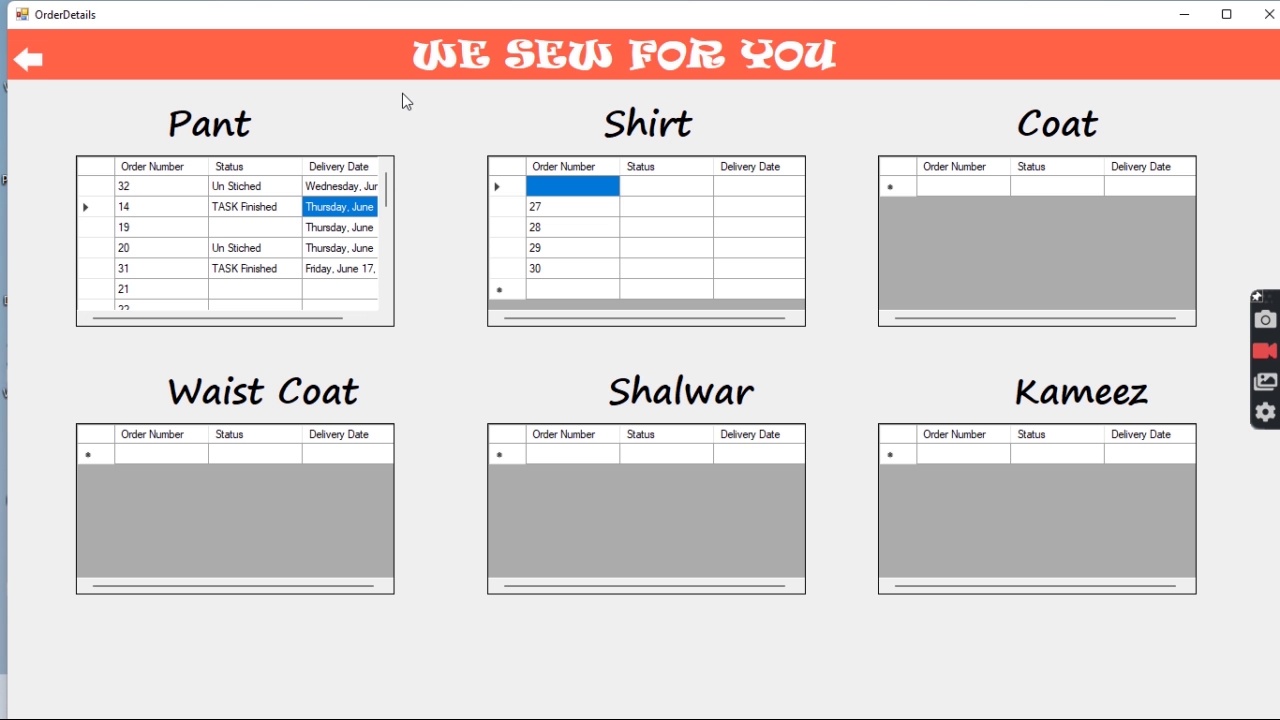 OrderDetails
WE SEW FOR YOU
Pant
Order Number Status Delivery Date
32 Un Stiched Wednesday, Jur
14 TASK Finished Thursday, June
19 Thursday, June
20 Un Stiched Thursday, June
31 TASK Finished Friday, June 17,
21
22
Shirt
Order Number Status Delivery Date
27
28
29
30
Coat
Order Number Status Delivery Date
Waist Coat
Order Number Status Delivery Date
Shalwar
Order Number Status Delivery Date
Kameez
Order Number Status Delivery Date